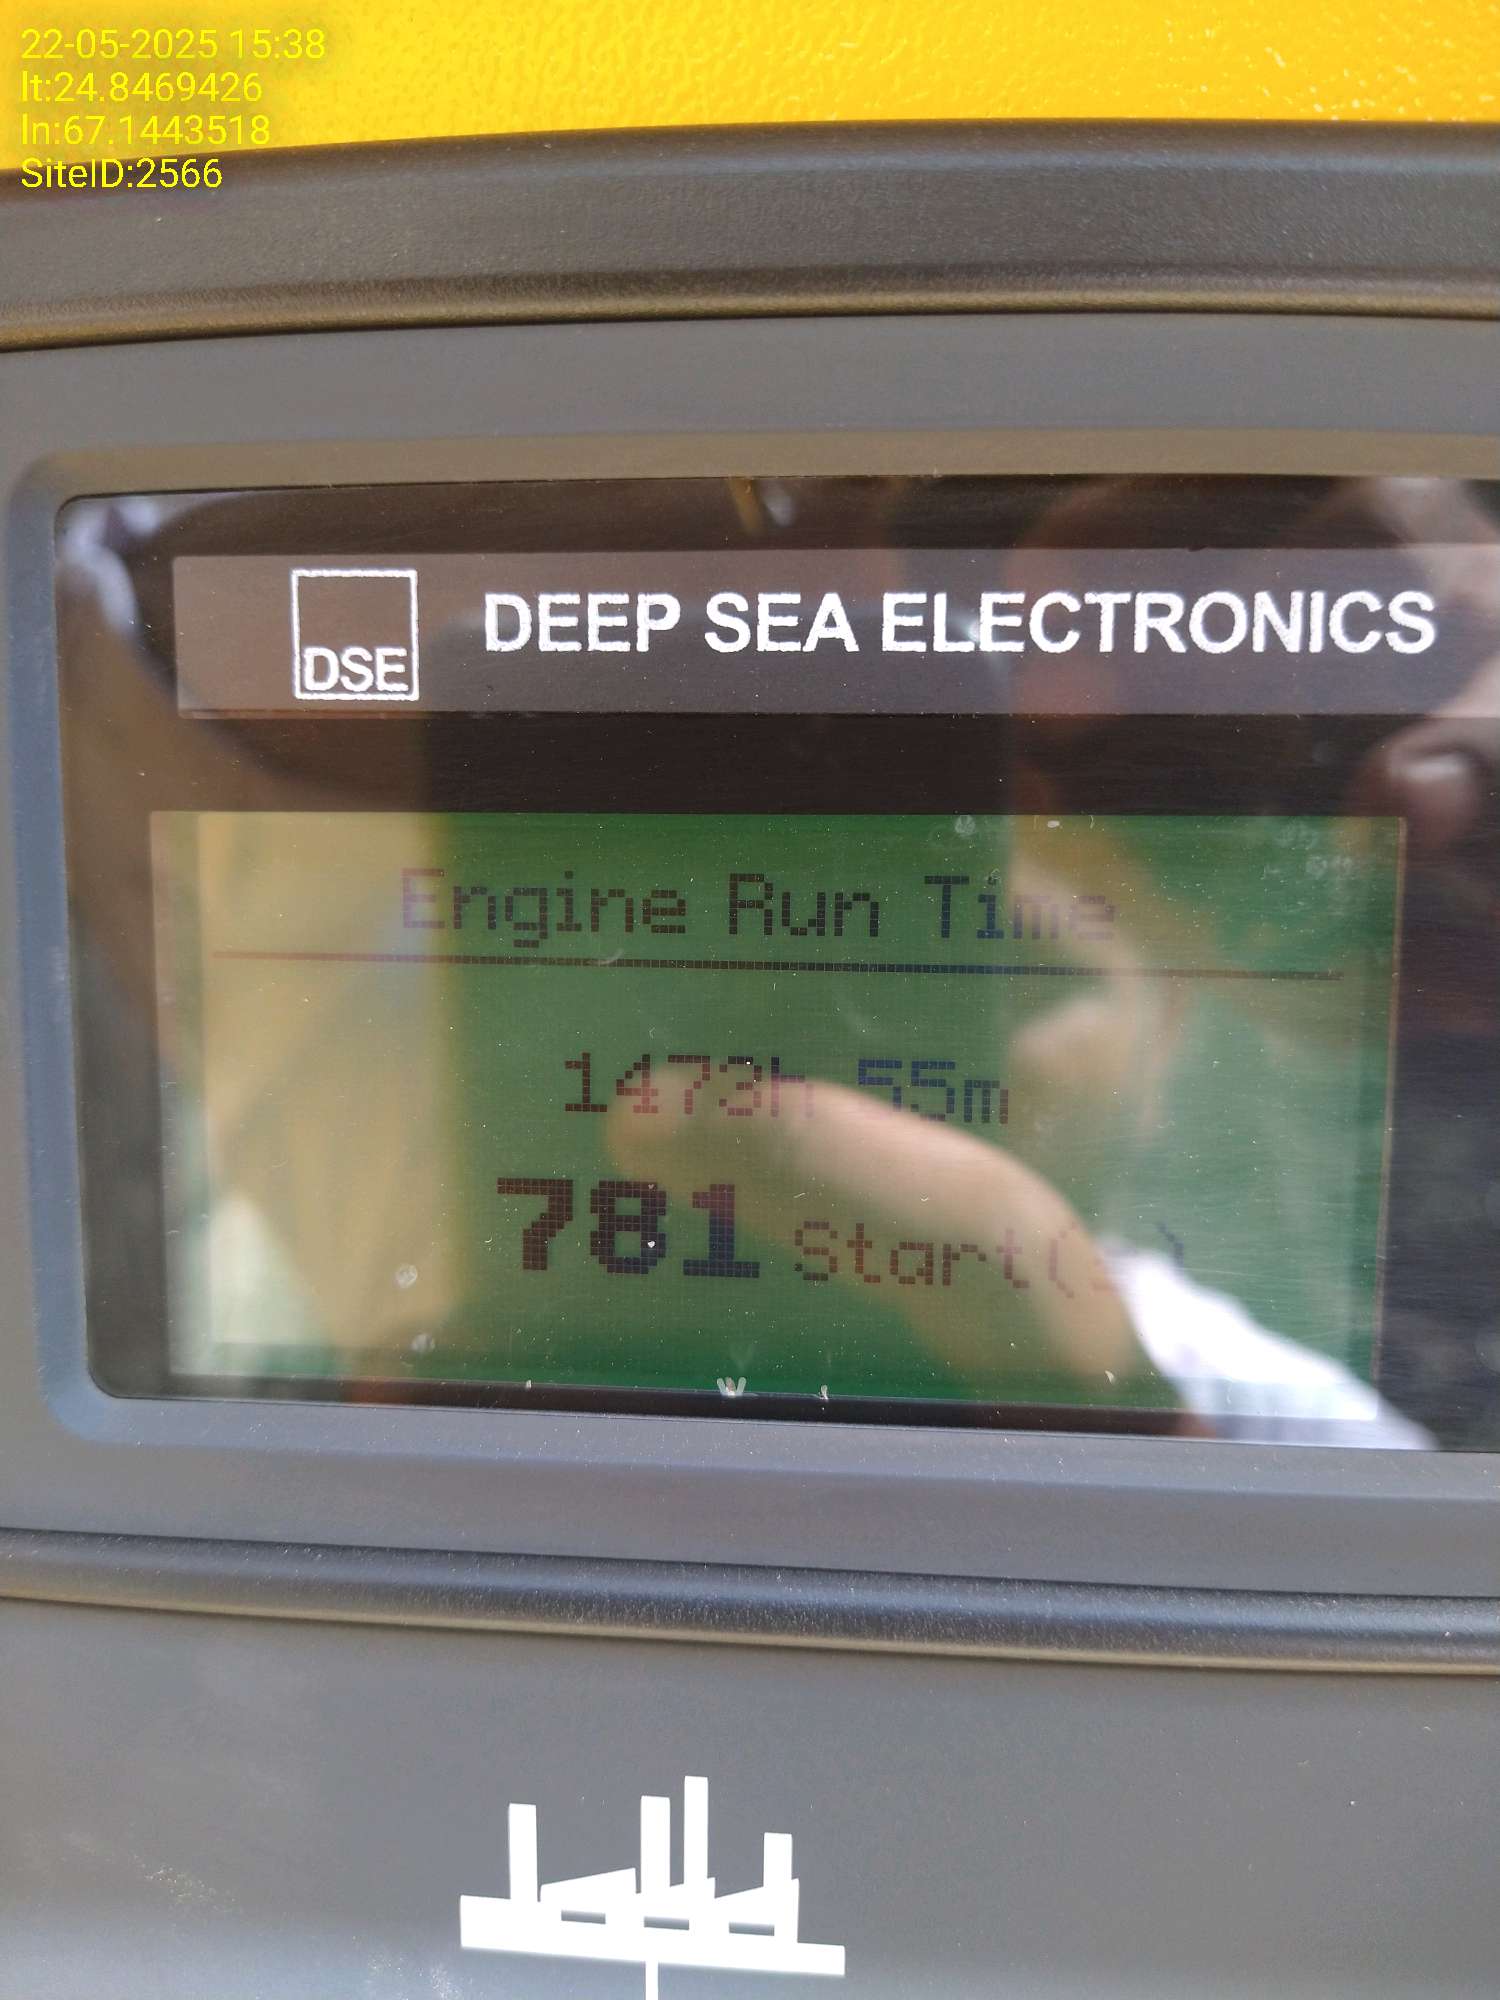 22-05-2025 15:38
lt:24.8469426
ln:67.1443518
SiteID:2566
DSE
DEEP SEA ELECTRONICS
Engine Run Time
1473h 55m
781 Start(s)